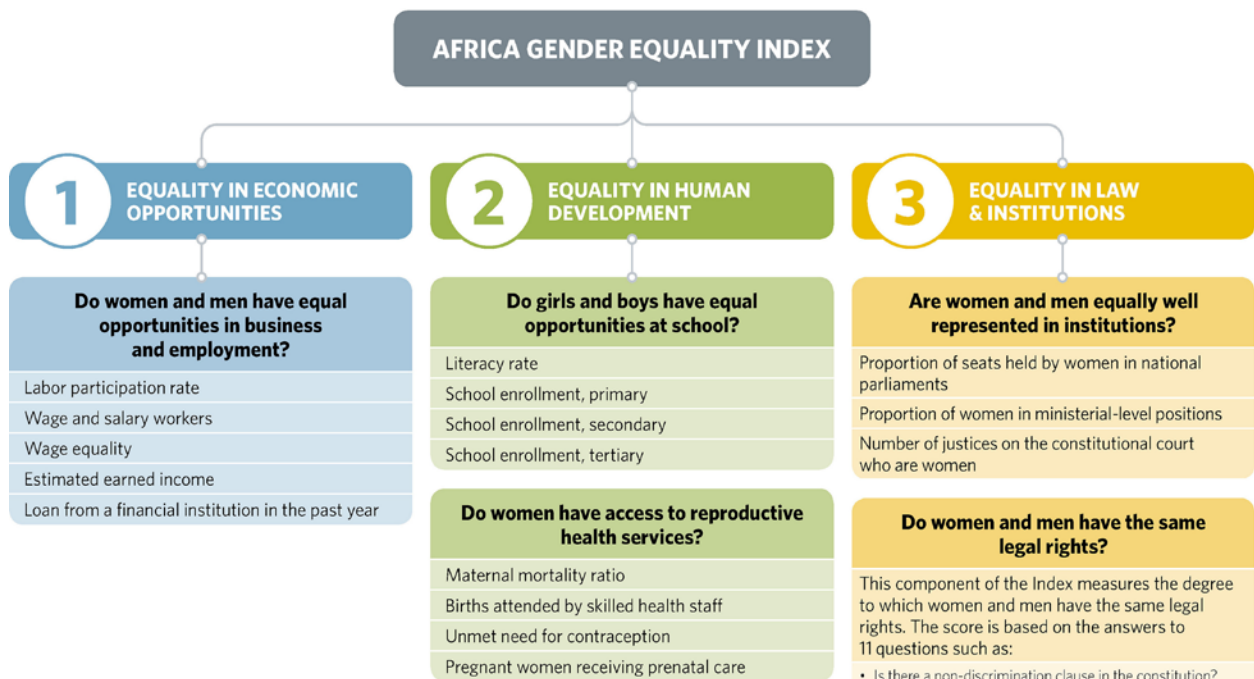 AFRICA GENDER EQUALITY INDEX
1
EQUALITY IN ECONOMIC
OPPORTUNITIES
Do women and men have equal
opportunities in business
and employment?
Labor participation rate
Wage and salary workers
Wage equality
Estimated earned income
Loan from a financial institution in the past year
2
EQUALITY IN HUMAN
DEVELOPMENT
Do girls and boys have equal
opportunities at school?
Literacy rate
School enrollment, primary
School enrollment, secondary
School enrollment, tertiary
Do women have access to reproductive
health services?
Maternal mortality ratio
Births attended by skilled health staff
Unmet need for contraception
Pregnant women receiving prenatal care
3
EQUALITY IN LAW
& INSTITUTIONS
Are women and men equally well
represented in institutions?
Proportion of seats held by women in national
parliaments
Proportion of women in ministerial-level positions
Number of justices on the constitutional court
who are women
Do women and men have the same
legal rights?
This component of the Index measures the degree
to which women and men have the same legal
rights. The score is based on the answers to
11 questions such as:
• Is there a non-discrimination clause in the constitution?